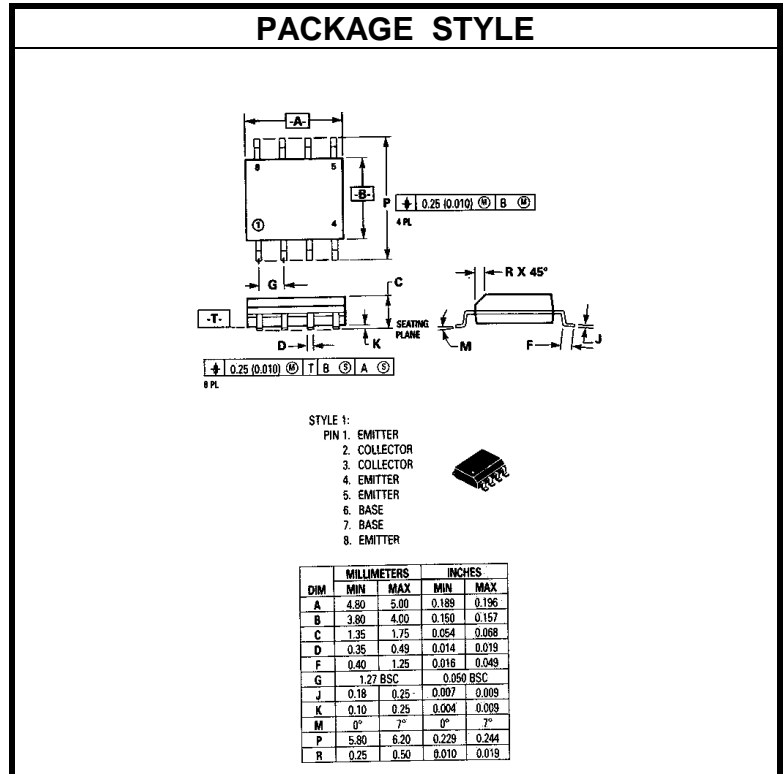 PACKAGE STYLE
-A-
8 5
-B-
P
⌖ 0.25 (0.010) Ⓜ B Ⓜ
4 PL
① 4
G
C
R X 45°
-T-
SEATING
PLANE
D
K
M
F
J
⌖ 0.25 (0.010) Ⓜ T B Ⓢ A Ⓢ
8 PL
STYLE 1:
PIN 1. EMITTER
2. COLLECTOR
3. COLLECTOR
4. EMITTER
5. EMITTER
6. BASE
7. BASE
8. EMITTER
MILLIMETERS INCHES
DIM MIN MAX MIN MAX
A 4.80 5.00 0.189 0.196
B 3.80 4.00 0.150 0.157
C 1.35 1.75 0.054 0.068
D 0.35 0.49 0.014 0.019
F 0.40 1.25 0.016 0.049
G 1.27 BSC 0.050 BSC
J 0.18 0.25 0.007 0.009
K 0.10 0.25 0.004 0.009
M 0° 7° 0° 7°
P 5.80 6.20 0.229 0.244
R 0.25 0.50 0.010 0.019